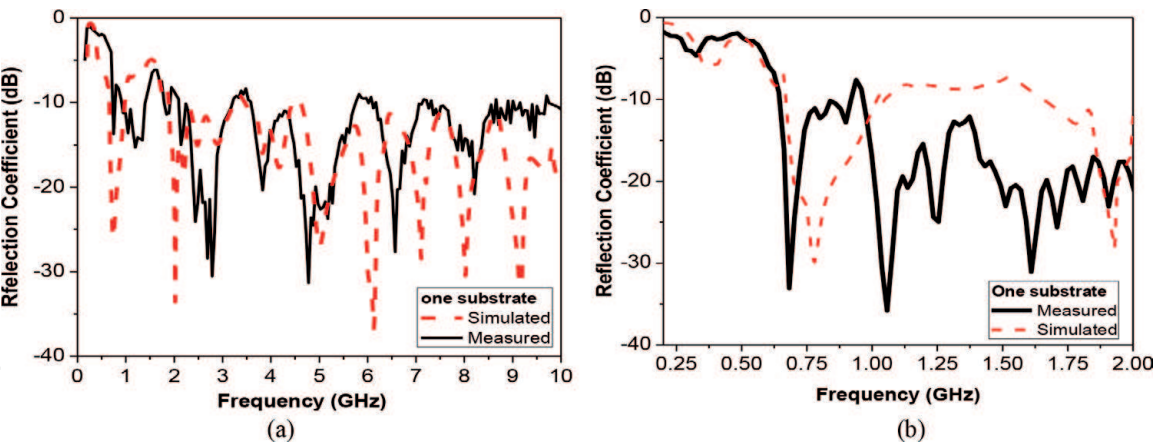 0
-10
-20
-30
-40
Rfelection Coefficient (dB)
one substrate
Simulated
Measured
0 1 2 3 4 5 6 7 8 9 10
Frequency (GHz)
(a)
0
-10
-20
-30
-40
Reflection Coefficient (dB)
One substrate
Measured
Simulated
0.25 0.50 0.75 1.00 1.25 1.50 1.75 2.00
Frequency (GHz)
(b)